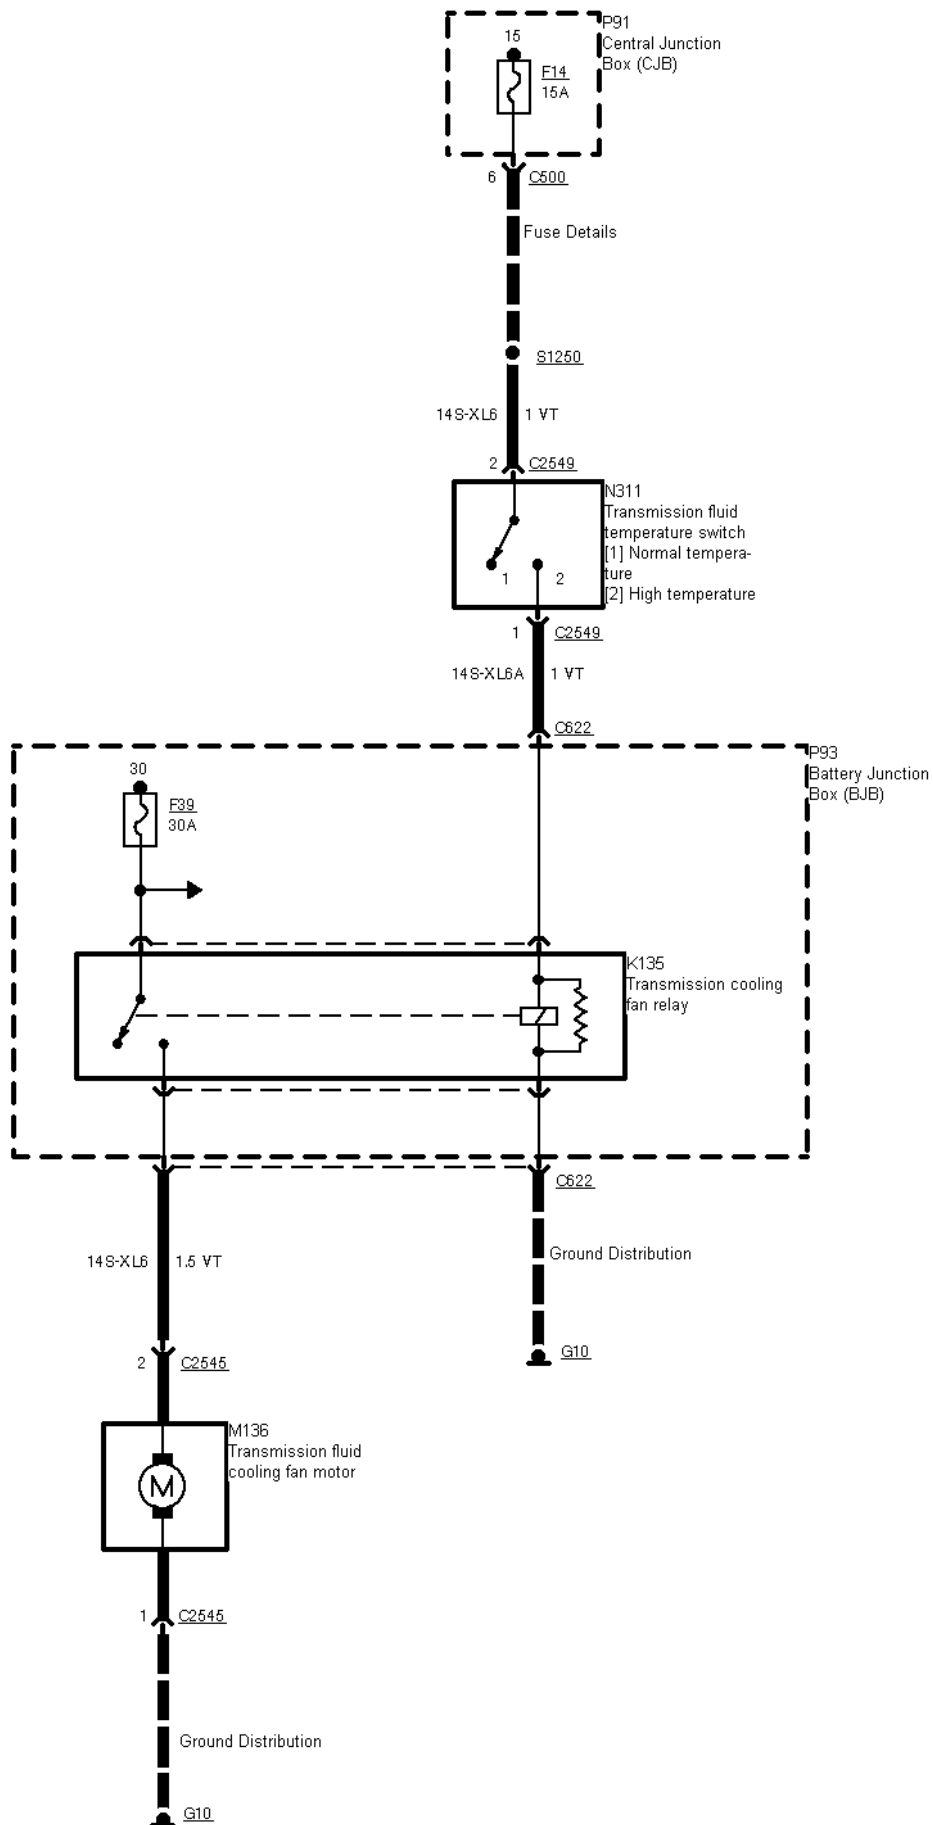 P91
15
Central Junction
Box (CJB)
F14
15A
6
C500
Fuse Details
S1250
14S-XL6
1 VT
2
C2549
N311
Transmission fluid
temperature switch
[1] Normal tempera-
ture
[2] High temperature
1
2
1
C2549
14S-XL6A
1 VT
C622
P93
Battery Junction
Box (BJB)
30
F39
30A
K135
Transmission cooling
fan relay
C622
Ground Distribution
14S-XL6
1.5 VT
G10
2
C2545
M136
Transmission fluid
cooling fan motor
M
1
C2545
Ground Distribution
G10